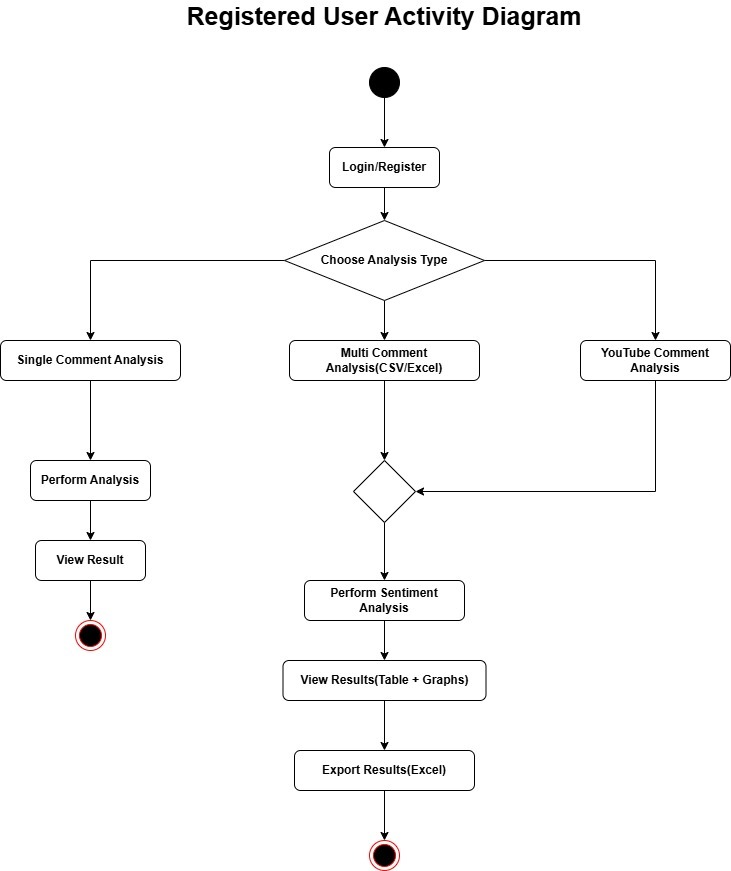 Registered User Activity Diagram
Login/Register
Choose Analysis Type
Single Comment Analysis
Multi Comment
Analysis(CSV/Excel)
YouTube Comment
Analysis
Perform Analysis
View Result
Perform Sentiment
Analysis
View Results(Table + Graphs)
Export Results(Excel)